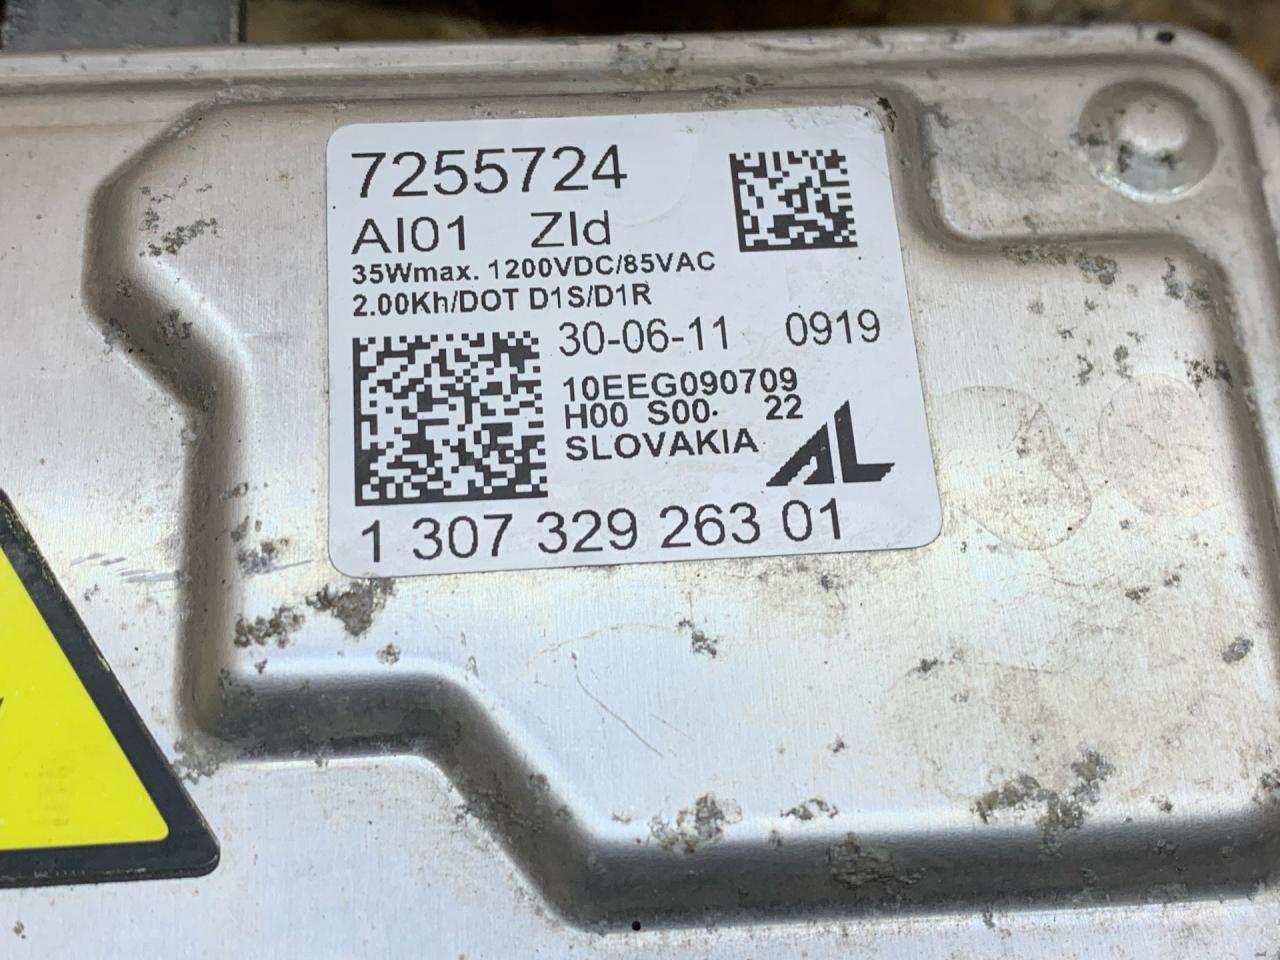 7255724
AI01 Zld
35Wmax. 1200VDC/85VAC
2.00Kh/DOT D1S/D1R
30-06-11 0919
10EEG090709
H00 S00. 22
SLOVAKIA AL
1 307 329 263 01